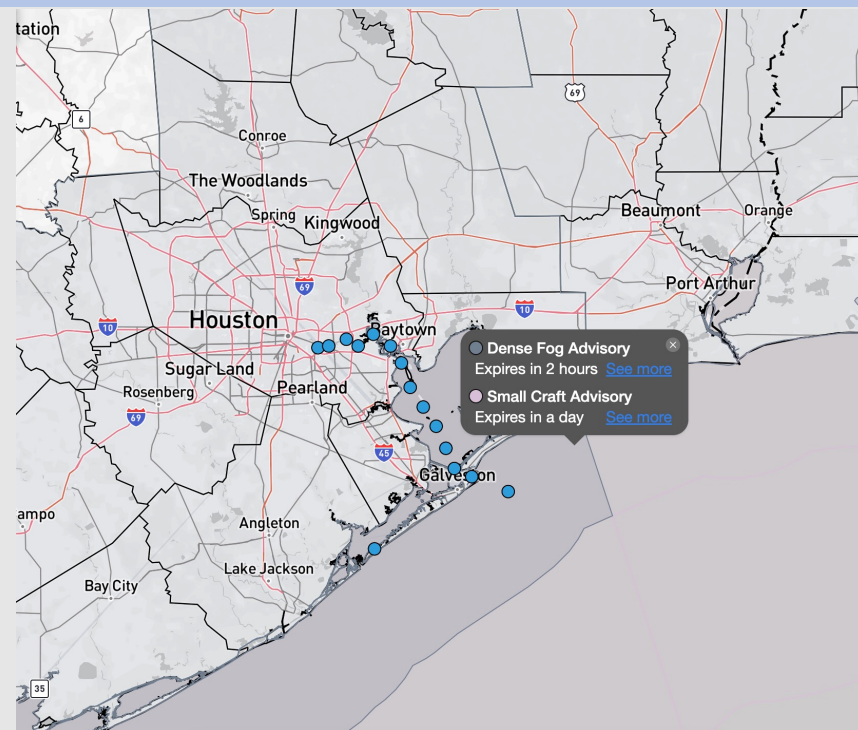 tation
69
6
Conroe
The Woodlands
Spring
Kingwood
Beaumont
Orange
69
Port Arthur
10
10
Houston
Baytown
Dense Fog Advisory
Expires in 2 hours See more
Small Craft Advisory
Expires in a day See more
Sugar Land
Pearland
Rosenberg
69
45
Galveston
ampo
Angleton
Lake Jackson
Bay City
35